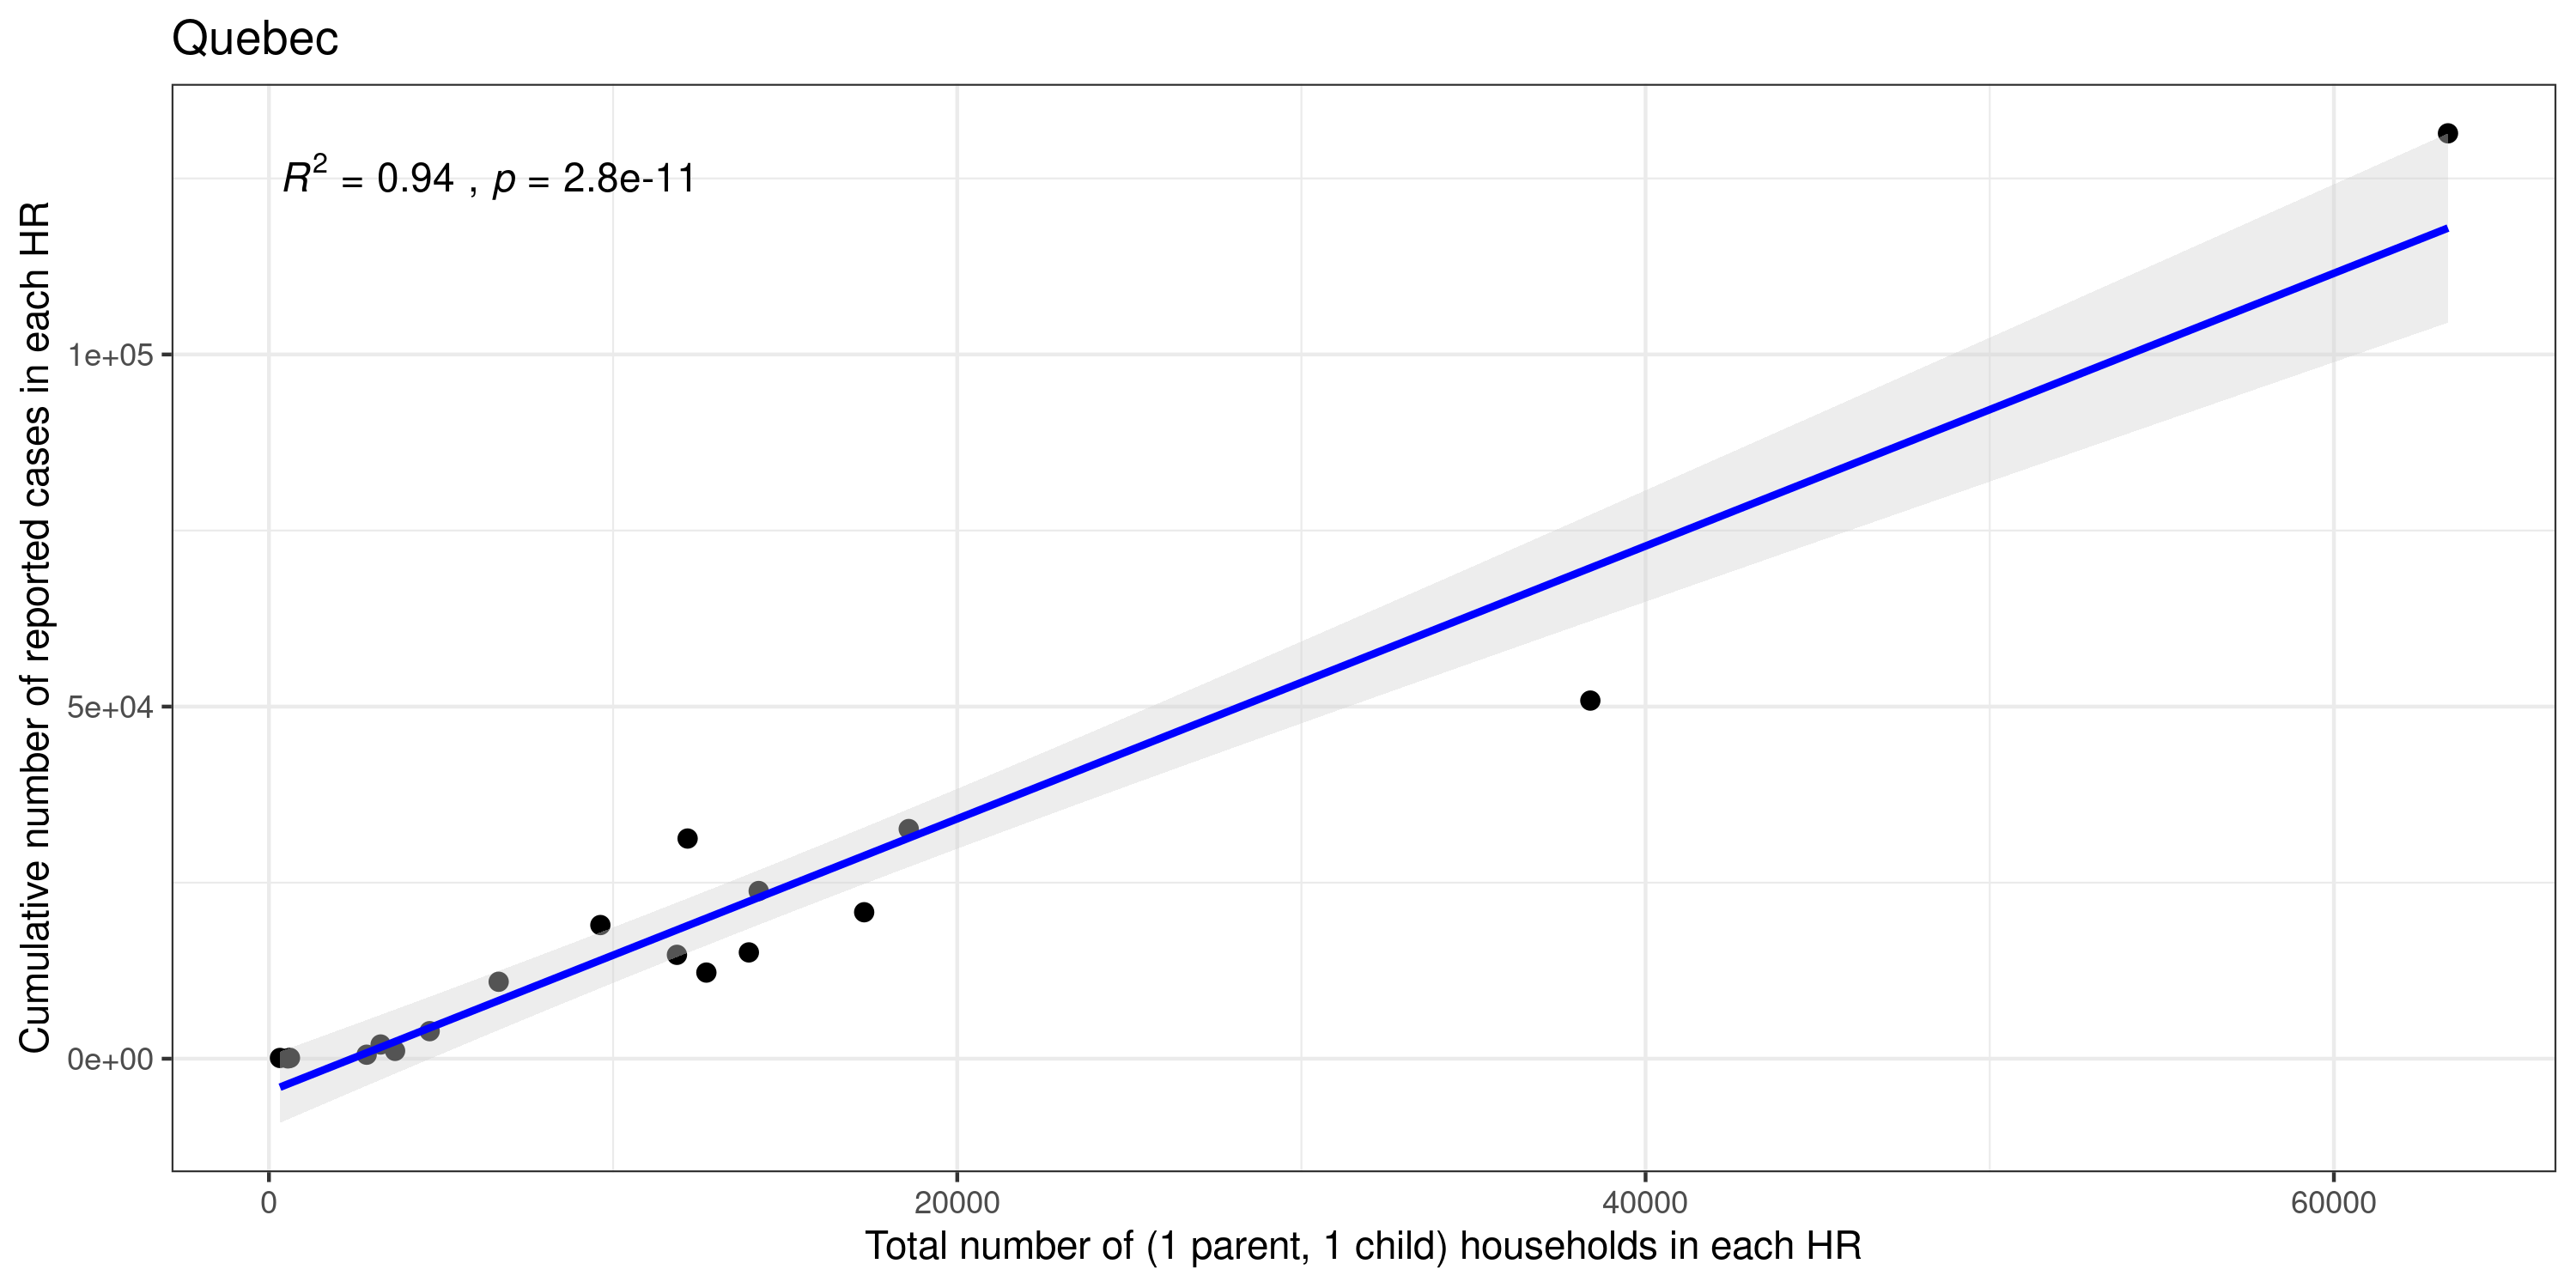 Quebec
R² = 0.94 , p = 2.8e-11
Cumulative number of reported cases in each HR
1e+05
5e+04
0e+00
0 20000 40000 60000
Total number of (1 parent, 1 child) households in each HR